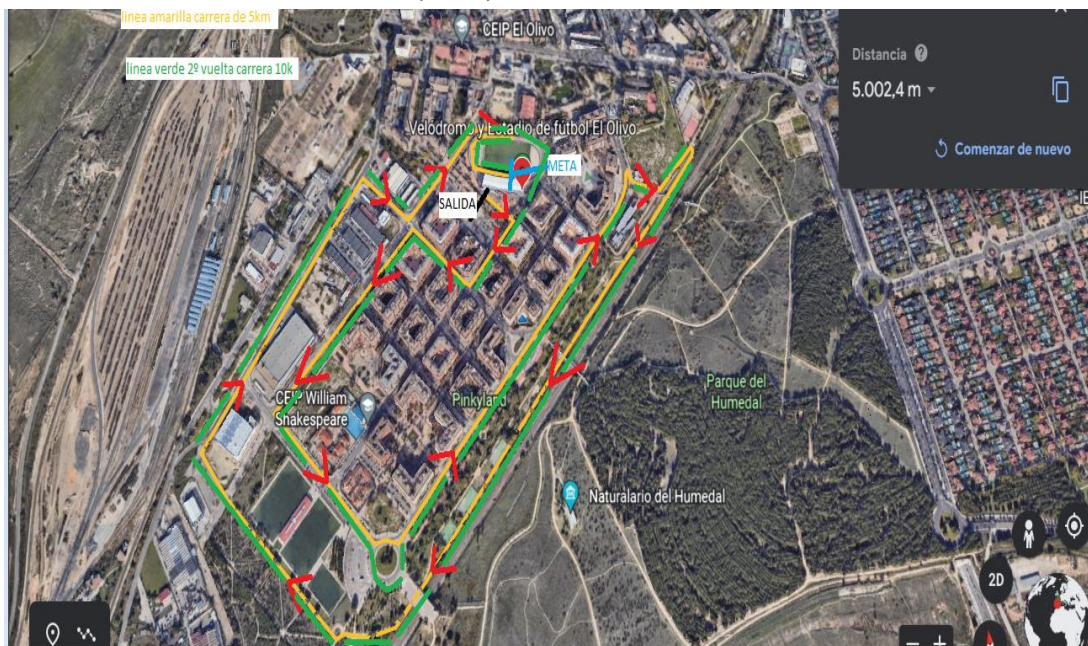 linea amarilla carrera de 5km
linea verde 2º vuelta carrera 10k
CEIP El Olivo
Velódromo y Estadio de fútbol El Olivo
META
SALIDA
CEIP William
Shakespeare
Pinkyland
Parque del
Humedal
Naturalario del Humedal
Distancia
5.002,4 m
Comenzar de nuevo
2D